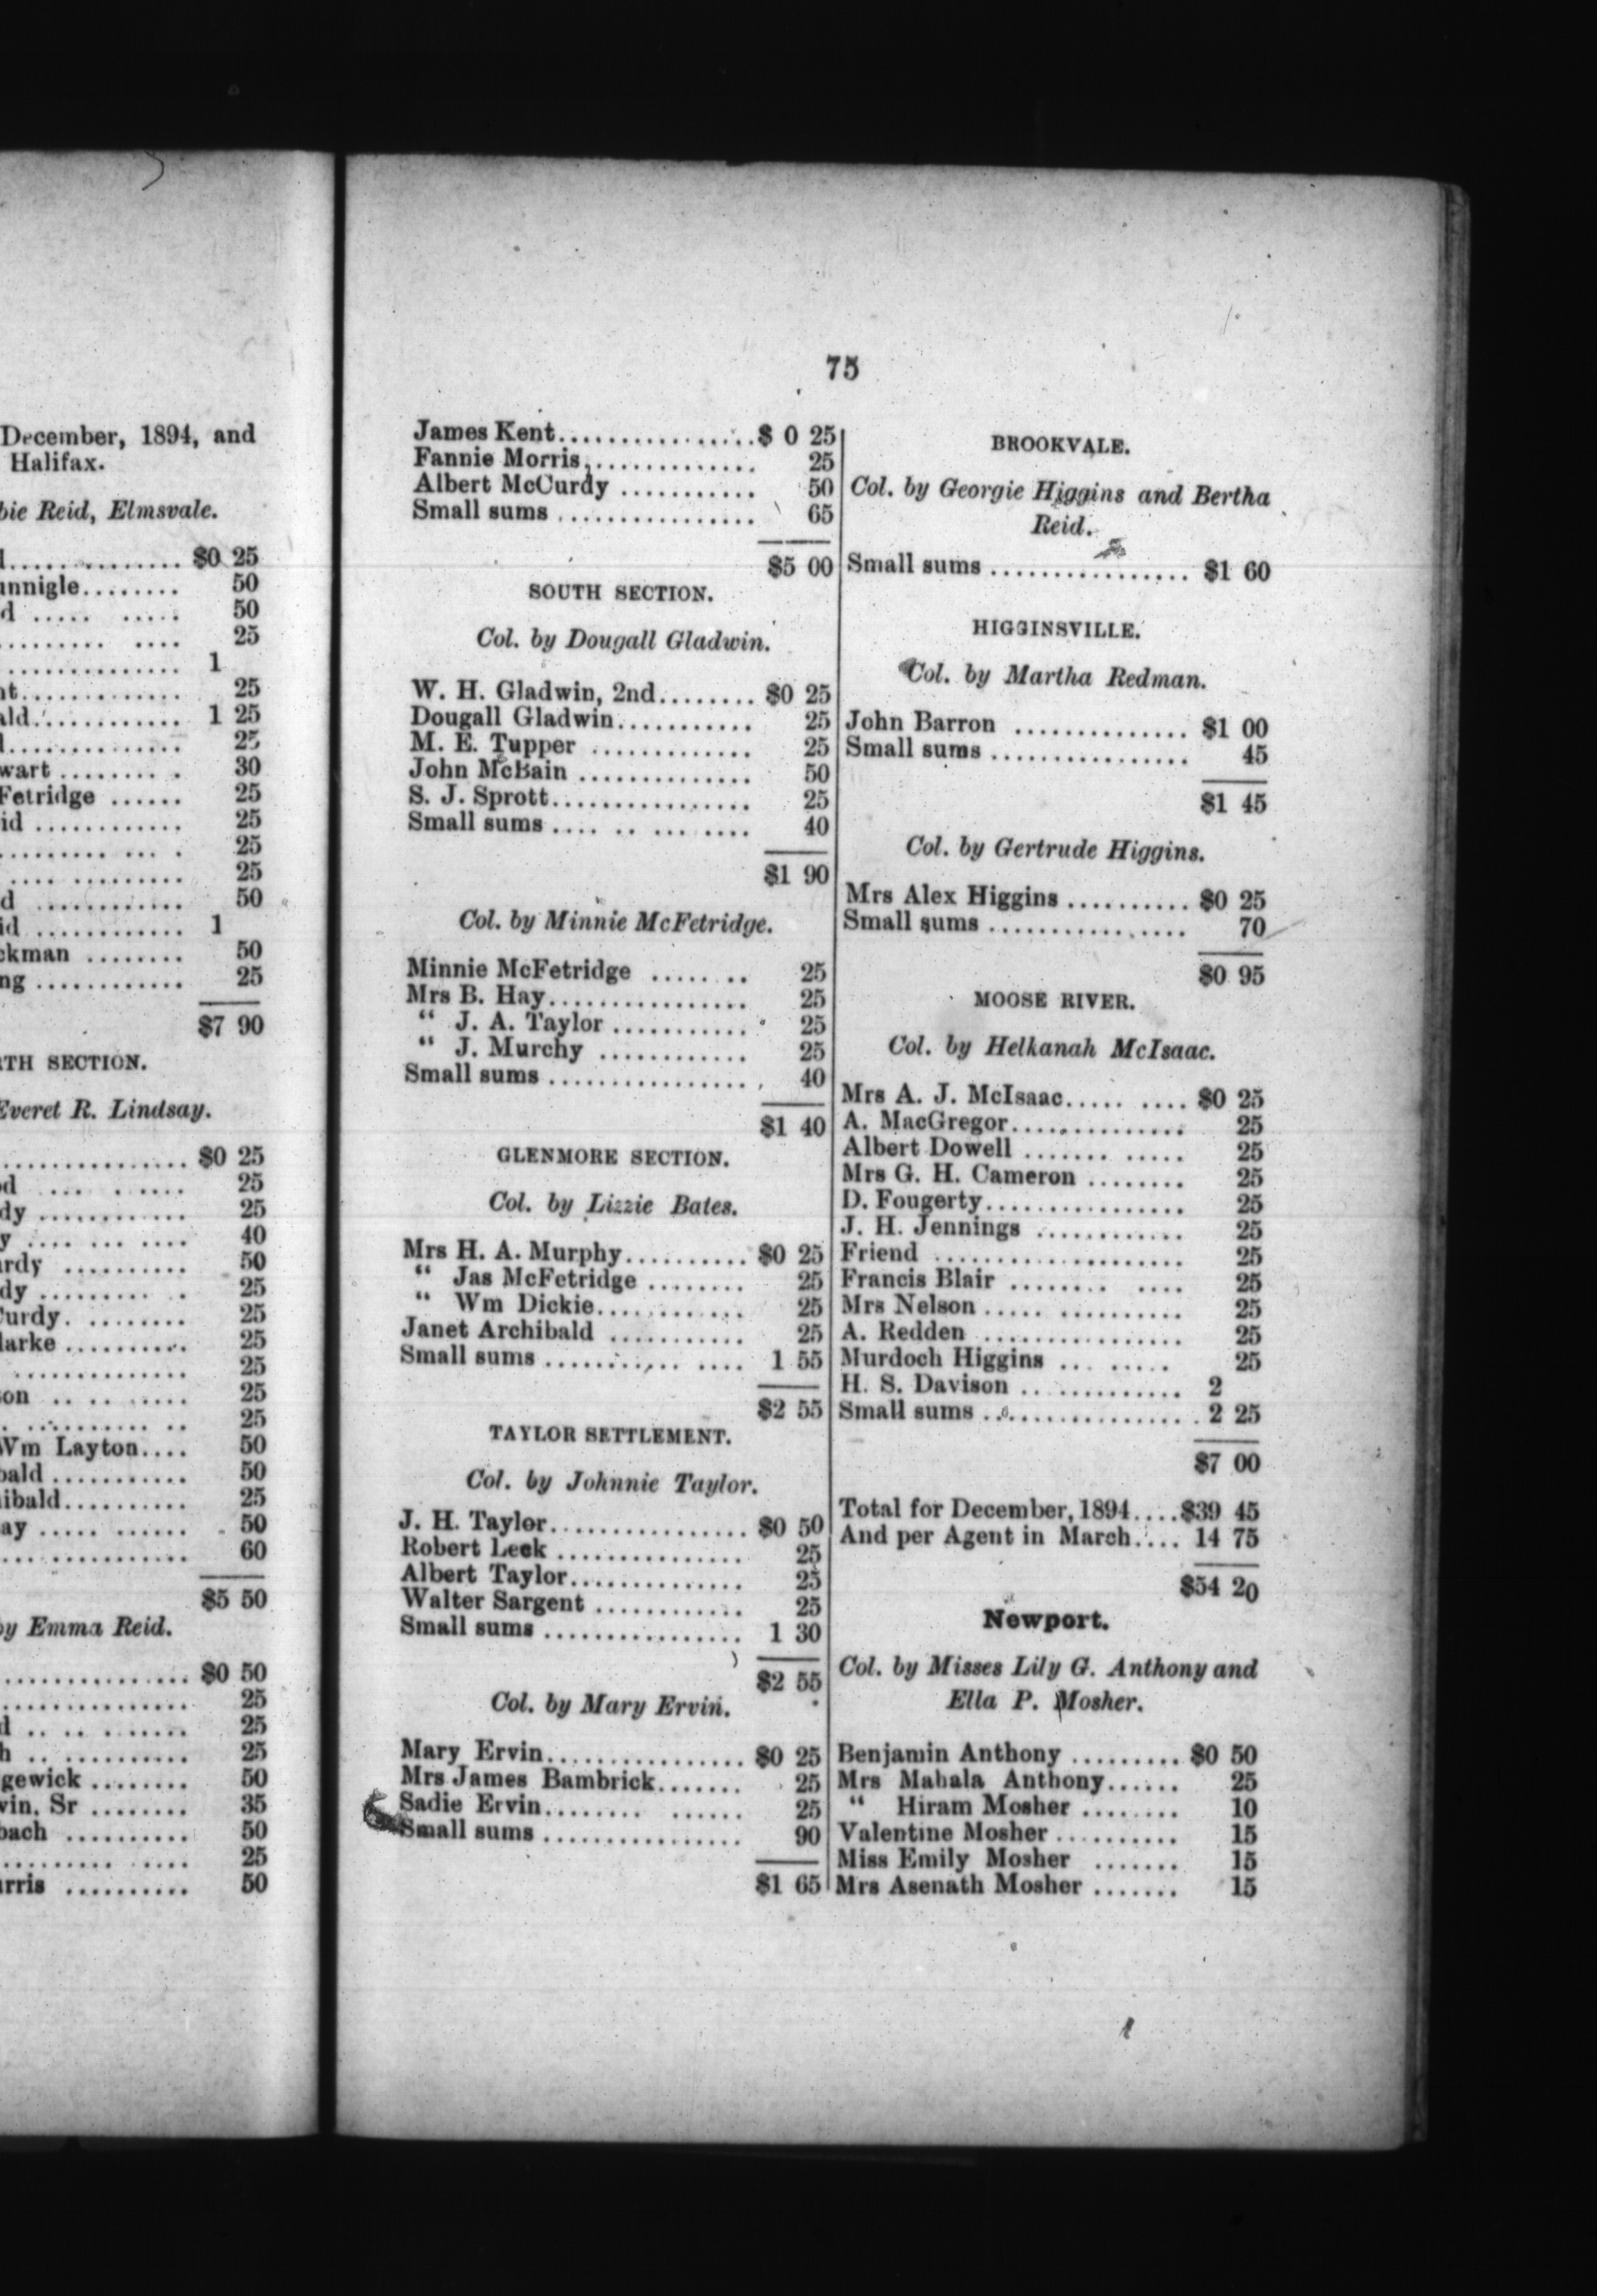 December, 1894, and
Halifax.
bie Reid, Elmsvale.
$0 25
unnigle........ 50
d ..... ..... 50
25
1
25
ald............ 1 25
25
wart ........ . 30
Fetridge ...... 25
id ............ 25
25
25
d ............ 50
id ............ 1
ckman ........ 50
ng ............ 25
$7 90
TH SECTION.
Everet R. Lindsay.
$0 25
25
dy ............ 25
y .... ... .... 40
urdy .......... 50
dy ......... . 25
Curdy. ........ 25
larke .......... 25
25
on .. .. ...... 25
25
Wm Layton.... 50
bald ........... 50
ibald.......... 25
ay ..... ...... 50
60
$5 50
by Emma Reid.
$0 50
25
25
h .. .......... 25
gewick ........ 50
vin, Sr ........ 35
bach .......... 50
25
rris .......... 50
75
James Kent................$ 0 25
Fannie Morris.............. 25
Albert McCurdy ........... 50
Small sums ................ 65
$5 00
SOUTH SECTION.
Col. by Dougall Gladwin.
W. H. Gladwin, 2nd........ $0 25
Dougall Gladwin........... 25
M. E. Tupper ............. 25
John McBain .............. 50
S. J. Sprott................ 25
Small sums .... .. ... .... 40
$1 90
Col. by Minnie McFetridge.
Minnie McFetridge ...... .. 25
Mrs B. Hay................ 25
“ J. A. Taylor ........... 25
“ J. Murchy ............ 25
Small sums ................ 40
$1 40
GLENMORE SECTION.
Col. by Lizzie Bates.
Mrs H. A. Murphy.......... $0 25
“ Jas McFetridge ........ 25
“ Wm Dickie............ 25
Janet Archibald ........... 25
Small sums ........... .... 1 55
$2 55
TAYLOR SETTLEMENT.
Col. by Johnnie Taylor.
J. H. Taylor................ $0 50
Robert Leek ............... 25
Albert Taylor.............. 25
Walter Sargent ............ 25
Small sums ................ 1 30
$2 55
Col. by Mary Ervin.
Mary Ervin................ $0 25
Mrs James Bambrick....... 25
Sadie Ervin........ ...... 25
Small sums ................ 90
$1 65
BROOKVALE.
Col. by Georgie Higgins and Bertha
Reid.
Small sums ................ $1 60
HIGGINSVILLE.
Col. by Martha Redman.
John Barron .............. $1 00
Small sums ................ 45
$1 45
Col. by Gertrude Higgins.
Mrs Alex Higgins .......... $0 25
Small sums ................ 70
$0 95
MOOSE RIVER.
Col. by Helkanah McIsaac.
Mrs A. J. McIsaac..... .... $0 25
A. MacGregor.............. 25
Albert Dowell ....... ..... 25
Mrs G. H. Cameron ........ 25
D. Fougerty................ 25
J. H. Jennings ............ 25
Friend .................... 25
Francis Blair ........ .... 25
Mrs Nelson ..... .......... 25
A. Redden ................ 25
Murdoch Higgins ... ..... 25
H. S. Davison ............. 2
Small sums ................. 2 25
$7 00
Total for December, 1894....$39 45
And per Agent in March.... 14 75
$54 20
Newport.
Col. by Misses Lily G. Anthony and
Ella P. Mosher.
Benjamin Anthony ......... $0 50
Mrs Mahala Anthony...... 25
“ Hiram Mosher ........ 10
Valentine Mosher .......... 15
Miss Emily Mosher ....... 15
Mrs Asenath Mosher ....... 15